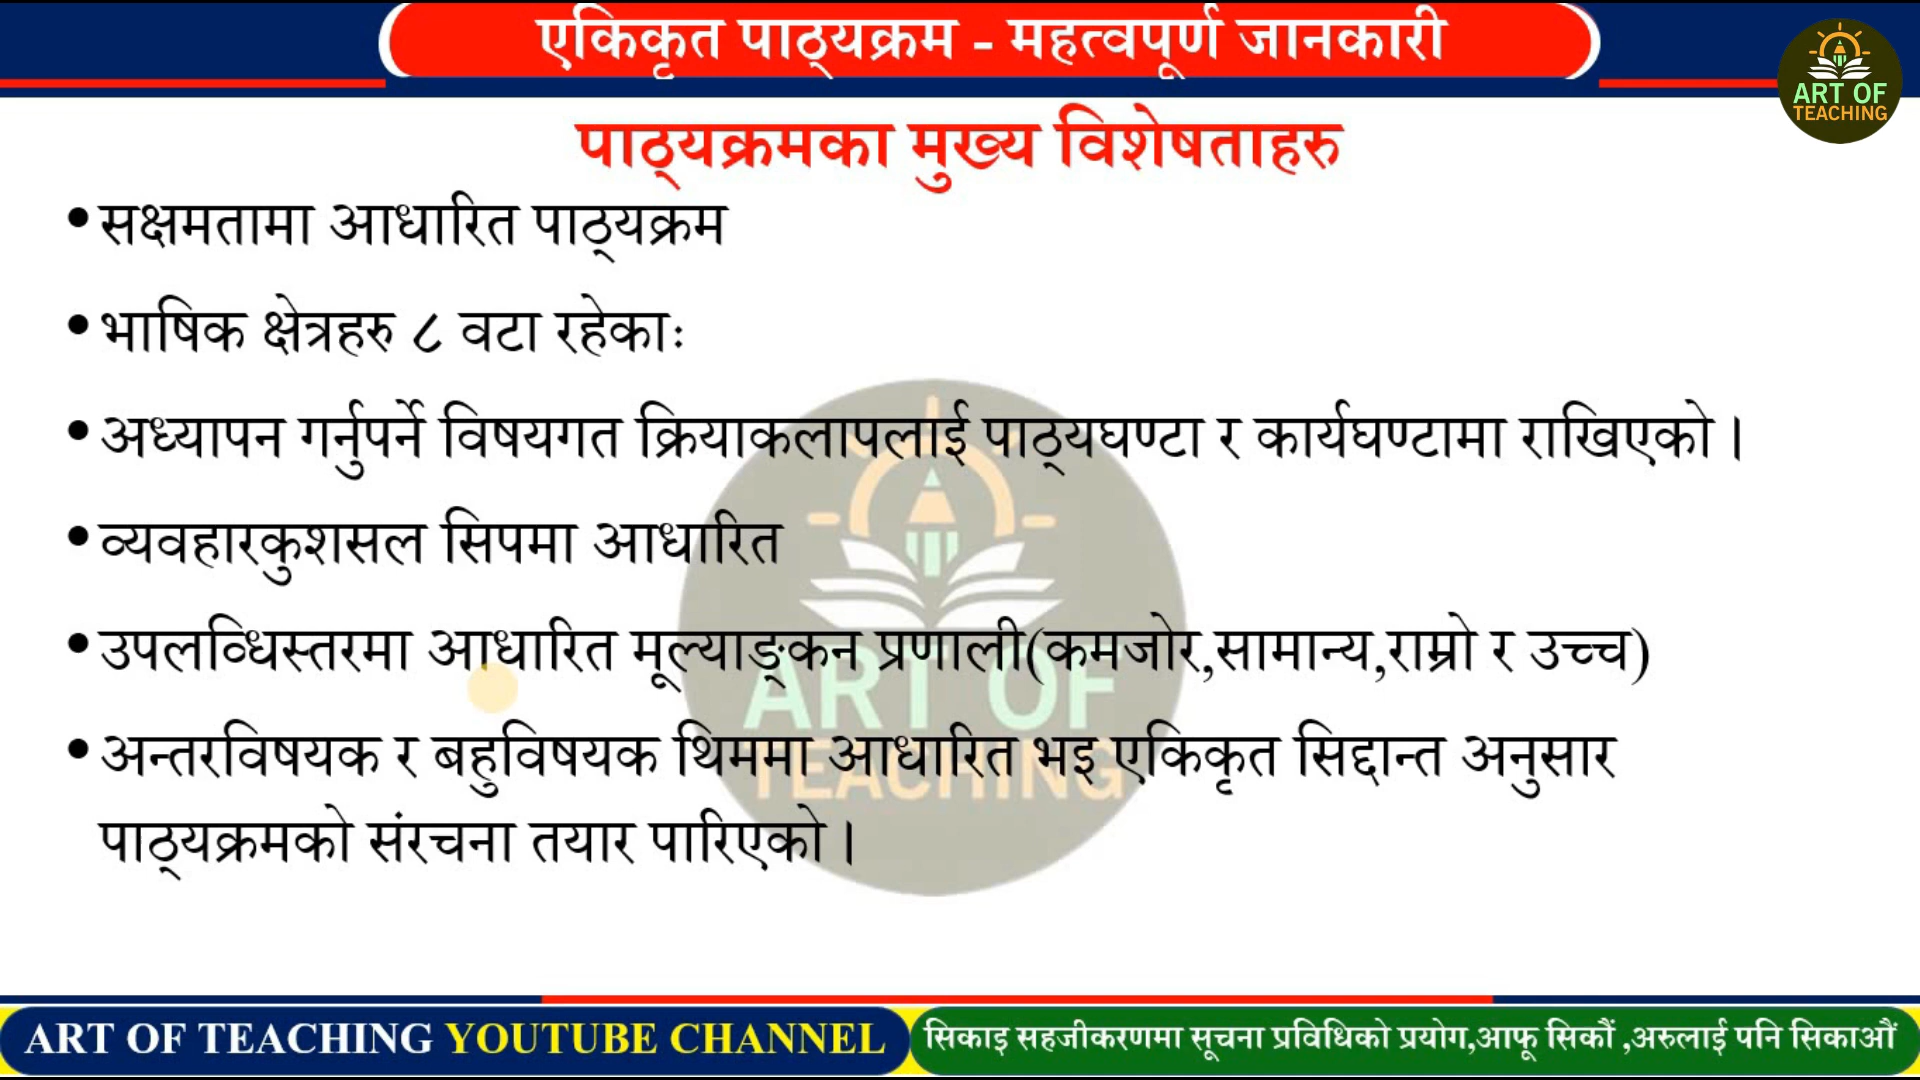 एकिकृत पाठ्यक्रम - महत्वपूर्ण जानकारी
ART OF
TEACHING
पाठ्यक्रमका मुख्य विशेषताहरु
•सक्षमतामा आधारित पाठ्यक्रम
•भाषिक क्षेत्रहरु ८ वटा रहेकाः
•अध्यापन गर्नुपर्ने विषयगत क्रियाकलापलाई पाठ्यघण्टा र कार्यघण्टामा राखिएको।
•व्यवहारकुशसल सिपमा आधारित
•उपलव्धिस्तरमा आधारित मूल्याङ्कन प्रणाली(कमजोर,सामान्य,राम्रो र उच्च)
•अन्तरविषयक र बहुविषयक थिममा आधारित भइ एकिकृत सिद्दान्त अनुसार
पाठ्यक्रमको संरचना तयार पारिएको।
ART OF
TEACHING
ART OF TEACHING YOUTUBE CHANNEL
सिकाइ सहजीकरणमा सूचना प्रविधिको प्रयोग,आफू सिकौं ,अरुलाई पनि सिकाऔं